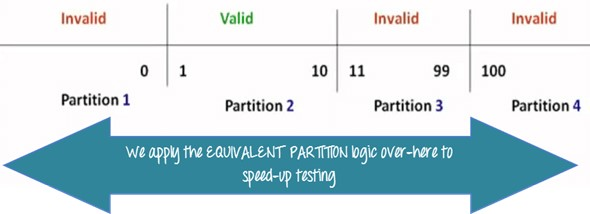 Invalid Valid Invalid Invalid
0 1 10 11 99 100
Partition 1 Partition 2 Partition 3 Partition 4
We apply the EQUIVALENT PARTITION logic over-here to
speed-up testing